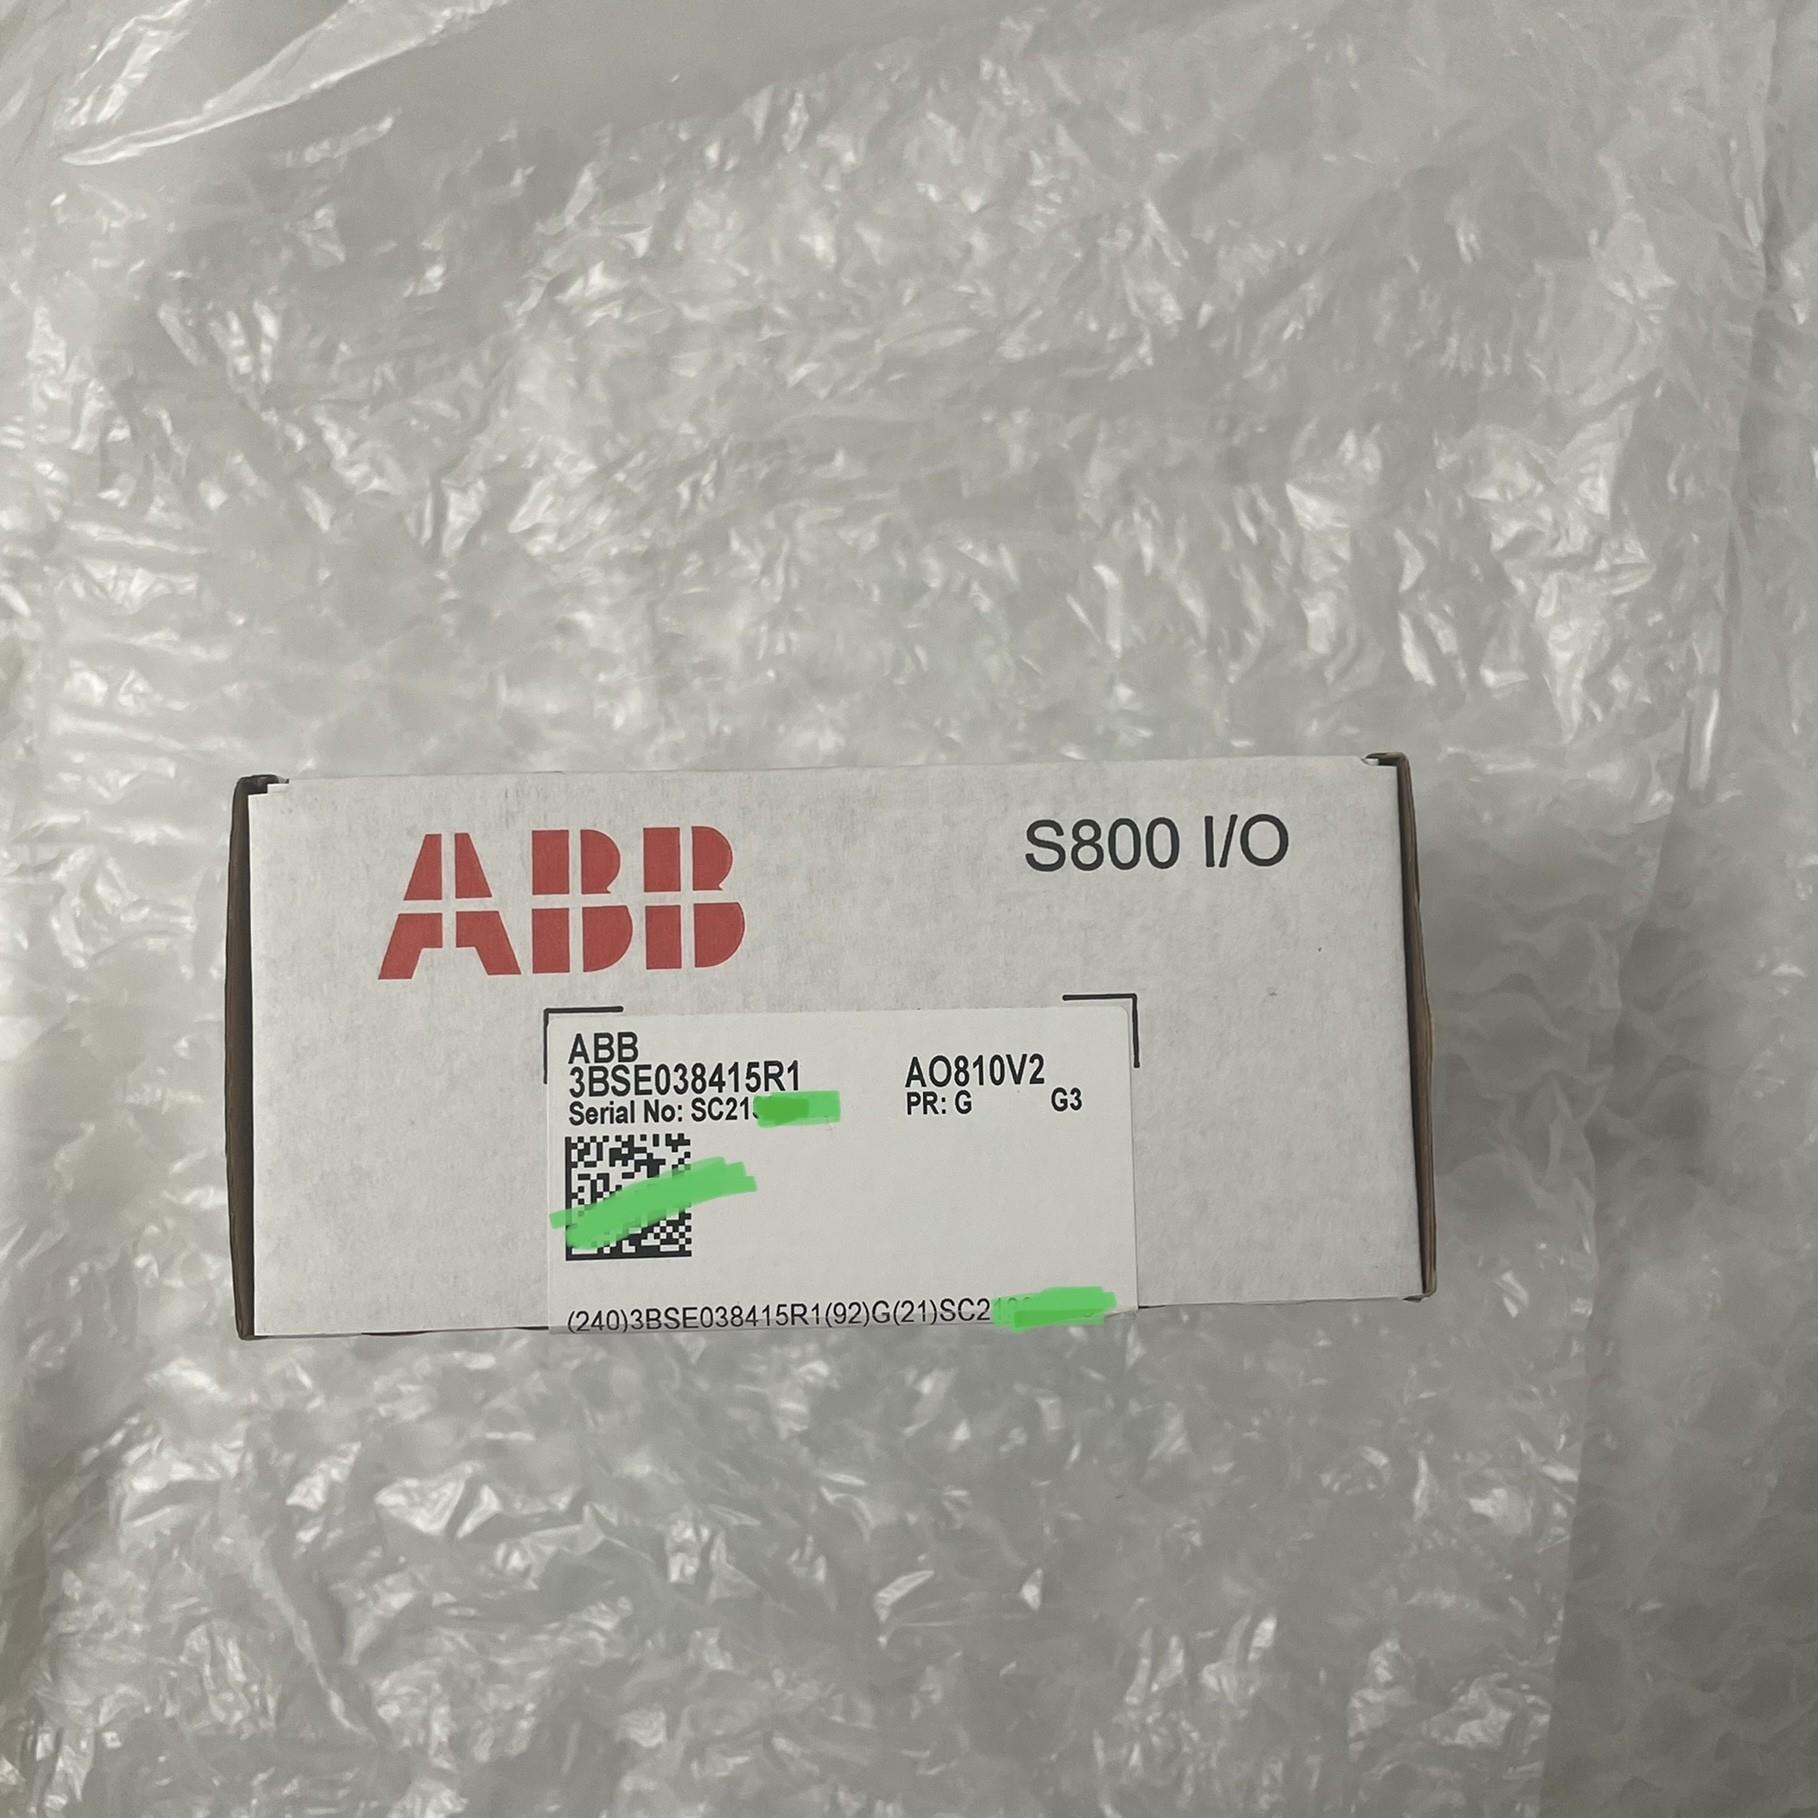 ABB
S800 I/O
ABB
3BSE038415R1
AO810V2
Serial No: SC21
PR: G
G3
(240)3BSE038415R1(92)G(21)SC2